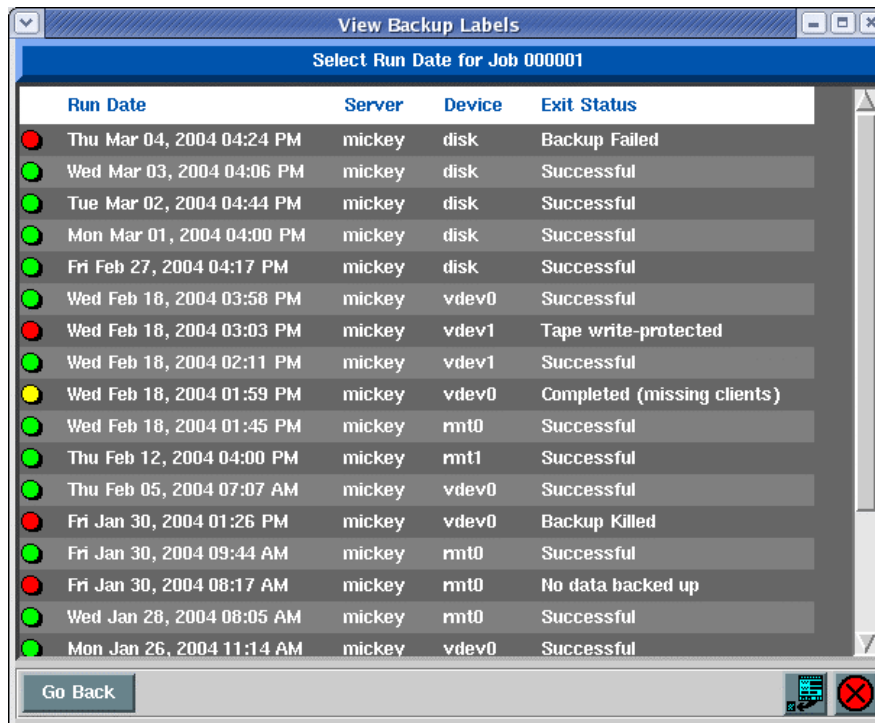 View Backup Labels
Select Run Date for Job 000001
Run Date Server Device Exit Status
Thu Mar 04, 2004 04:24 PM mickey disk Backup Failed
Wed Mar 03, 2004 04:06 PM mickey disk Successful
Tue Mar 02, 2004 04:44 PM mickey disk Successful
Mon Mar 01, 2004 04:00 PM mickey disk Successful
Fri Feb 27, 2004 04:17 PM mickey disk Successful
Wed Feb 18, 2004 03:58 PM mickey vdev0 Successful
Wed Feb 18, 2004 03:03 PM mickey vdev1 Tape write-protected
Wed Feb 18, 2004 02:11 PM mickey vdev1 Successful
Wed Feb 18, 2004 01:59 PM mickey vdev0 Completed (missing clients)
Wed Feb 18, 2004 01:45 PM mickey rmt0 Successful
Thu Feb 12, 2004 04:00 PM mickey rmt1 Successful
Thu Feb 05, 2004 07:07 AM mickey vdev0 Successful
Fri Jan 30, 2004 01:26 PM mickey vdev0 Backup Killed
Fri Jan 30, 2004 09:44 AM mickey rmt0 Successful
Fri Jan 30, 2004 08:17 AM mickey rmt0 No data backed up
Wed Jan 28, 2004 08:05 AM mickey rmt0 Successful
Mon Jan 26, 2004 11:14 AM mickey vdev0 Successful
Go Back